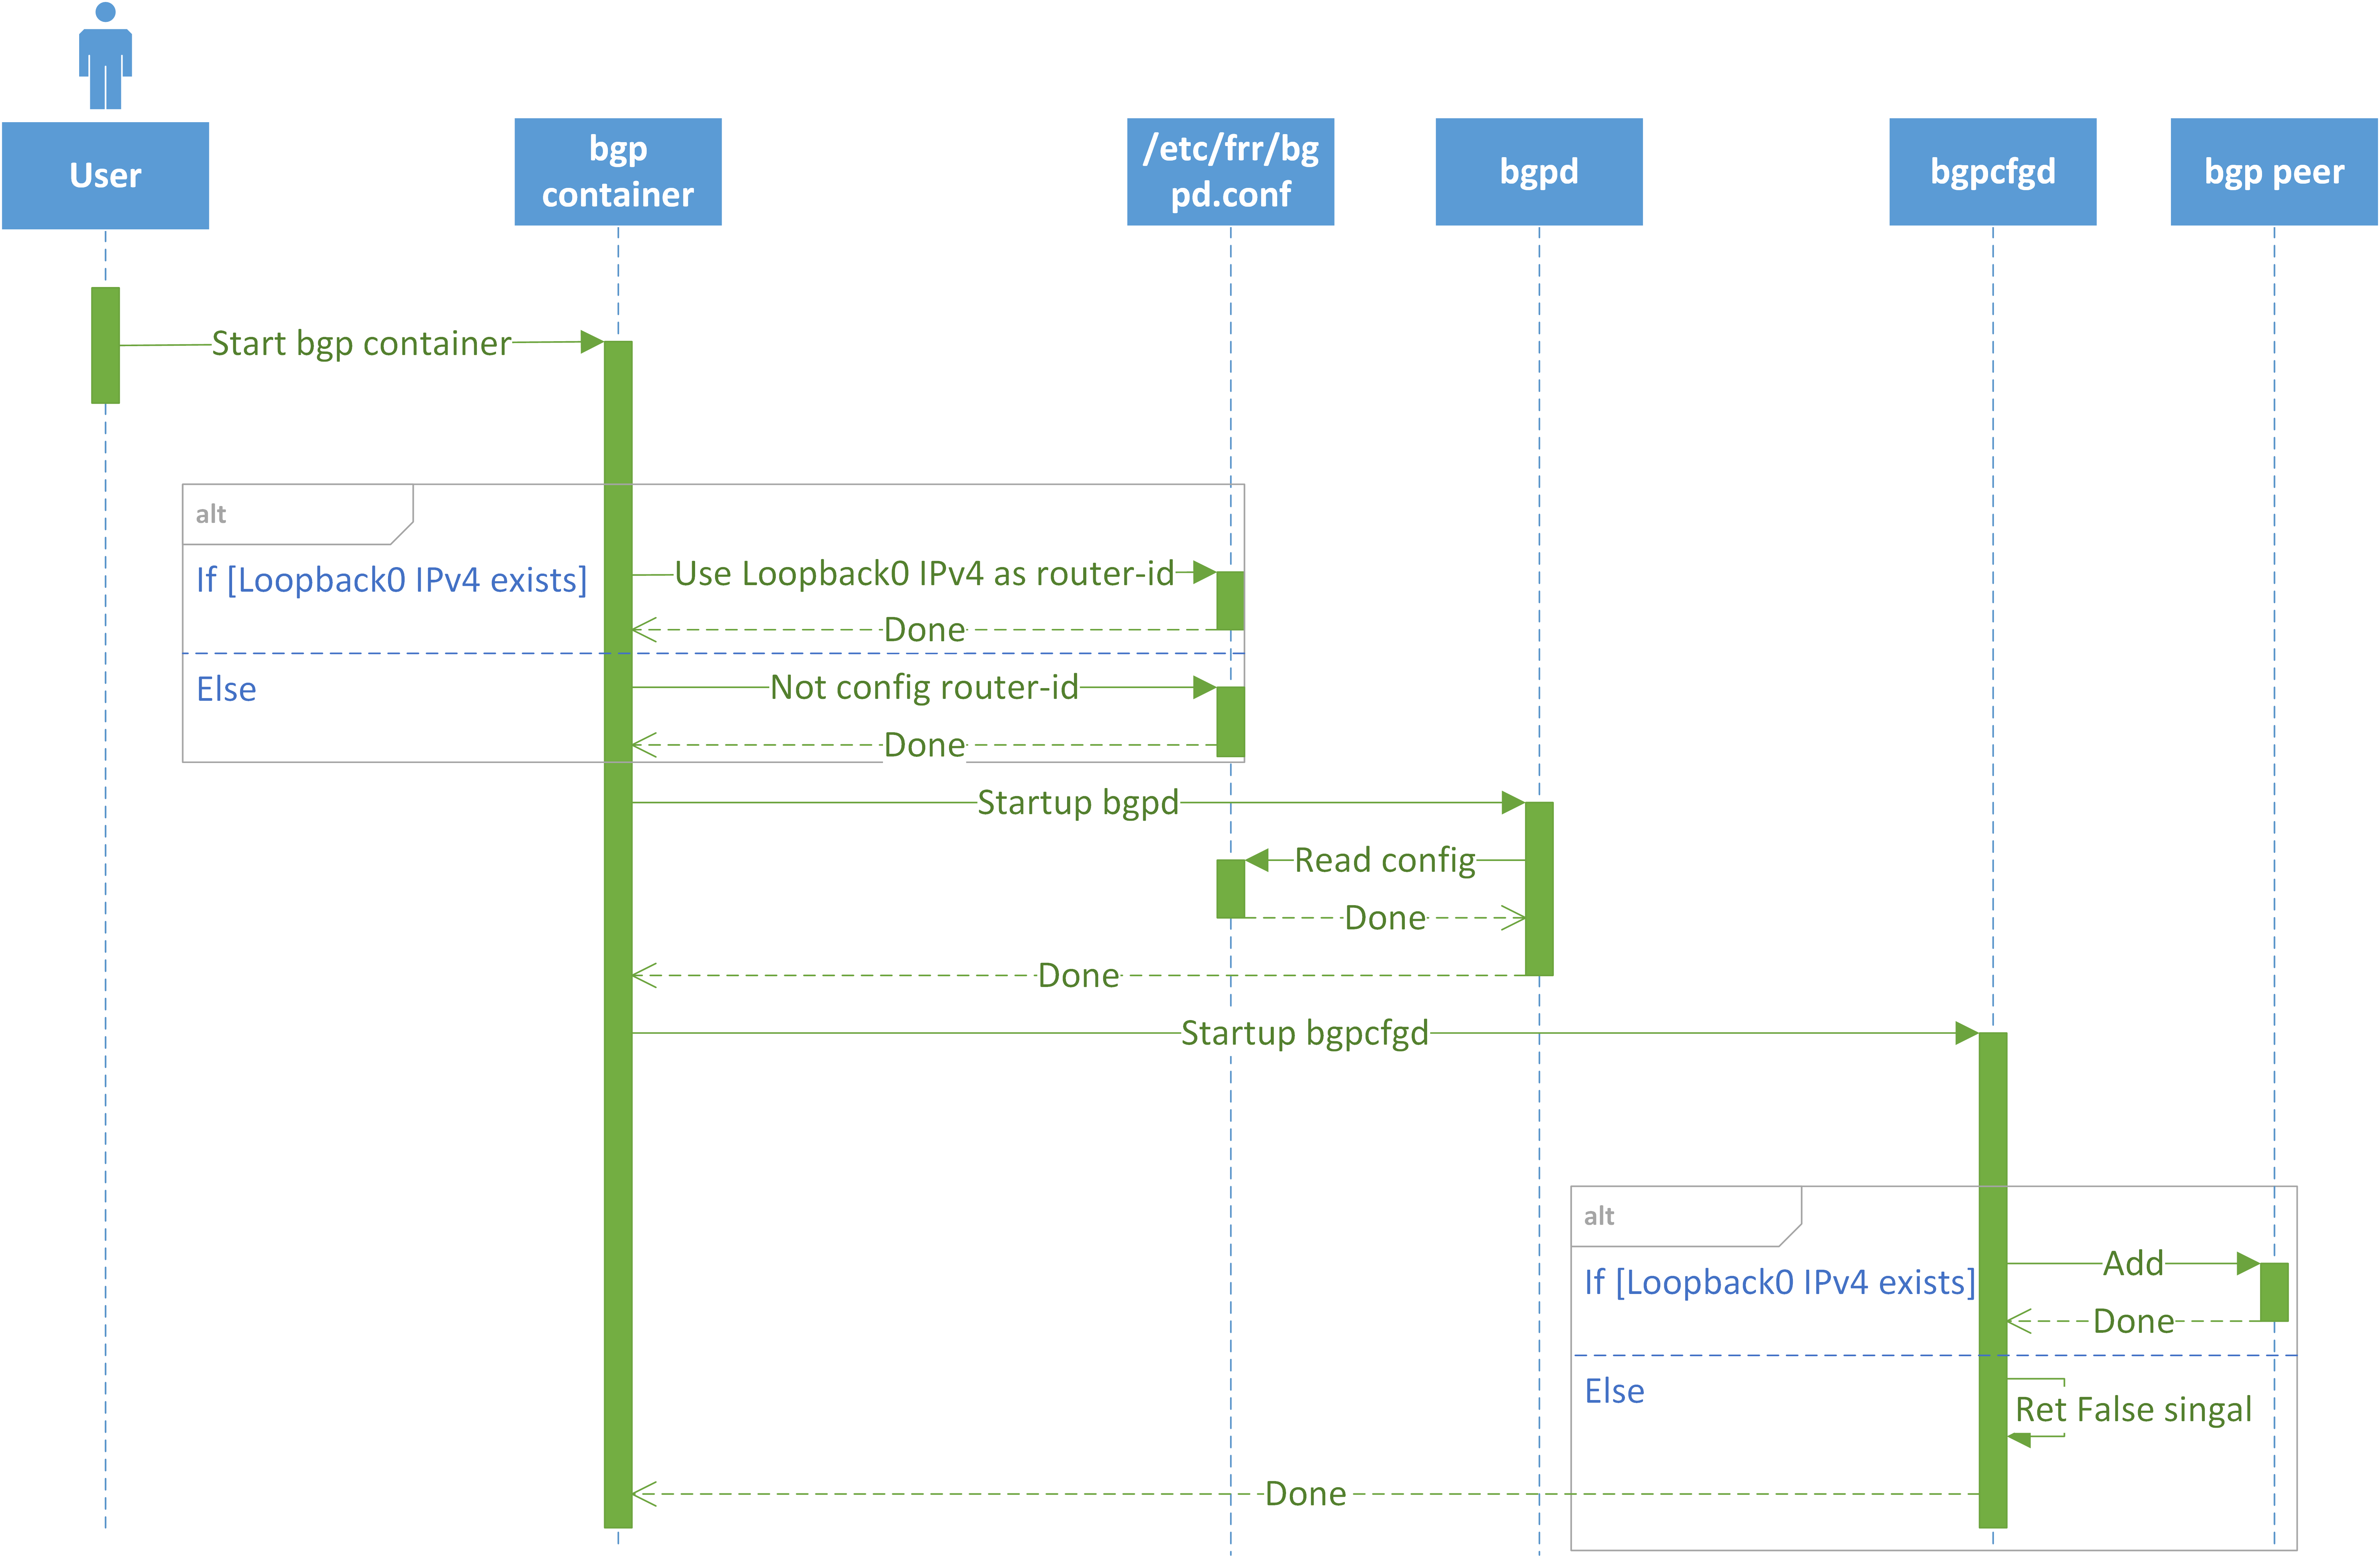 User
bgp
container
/etc/frr/bg
pd.conf
bgpd
bgpcfgd
bgp peer
Start bgp container
alt
If [Loopback0 IPv4 exists]
Use Loopback0 IPv4 as router-id
Done
Else
Not config router-id
Done
Startup bgpd
Read config
Done
Done
Startup bgpcfgd
alt
If [Loopback0 IPv4 exists]
Add
Done
Else
Ret False singal
Done